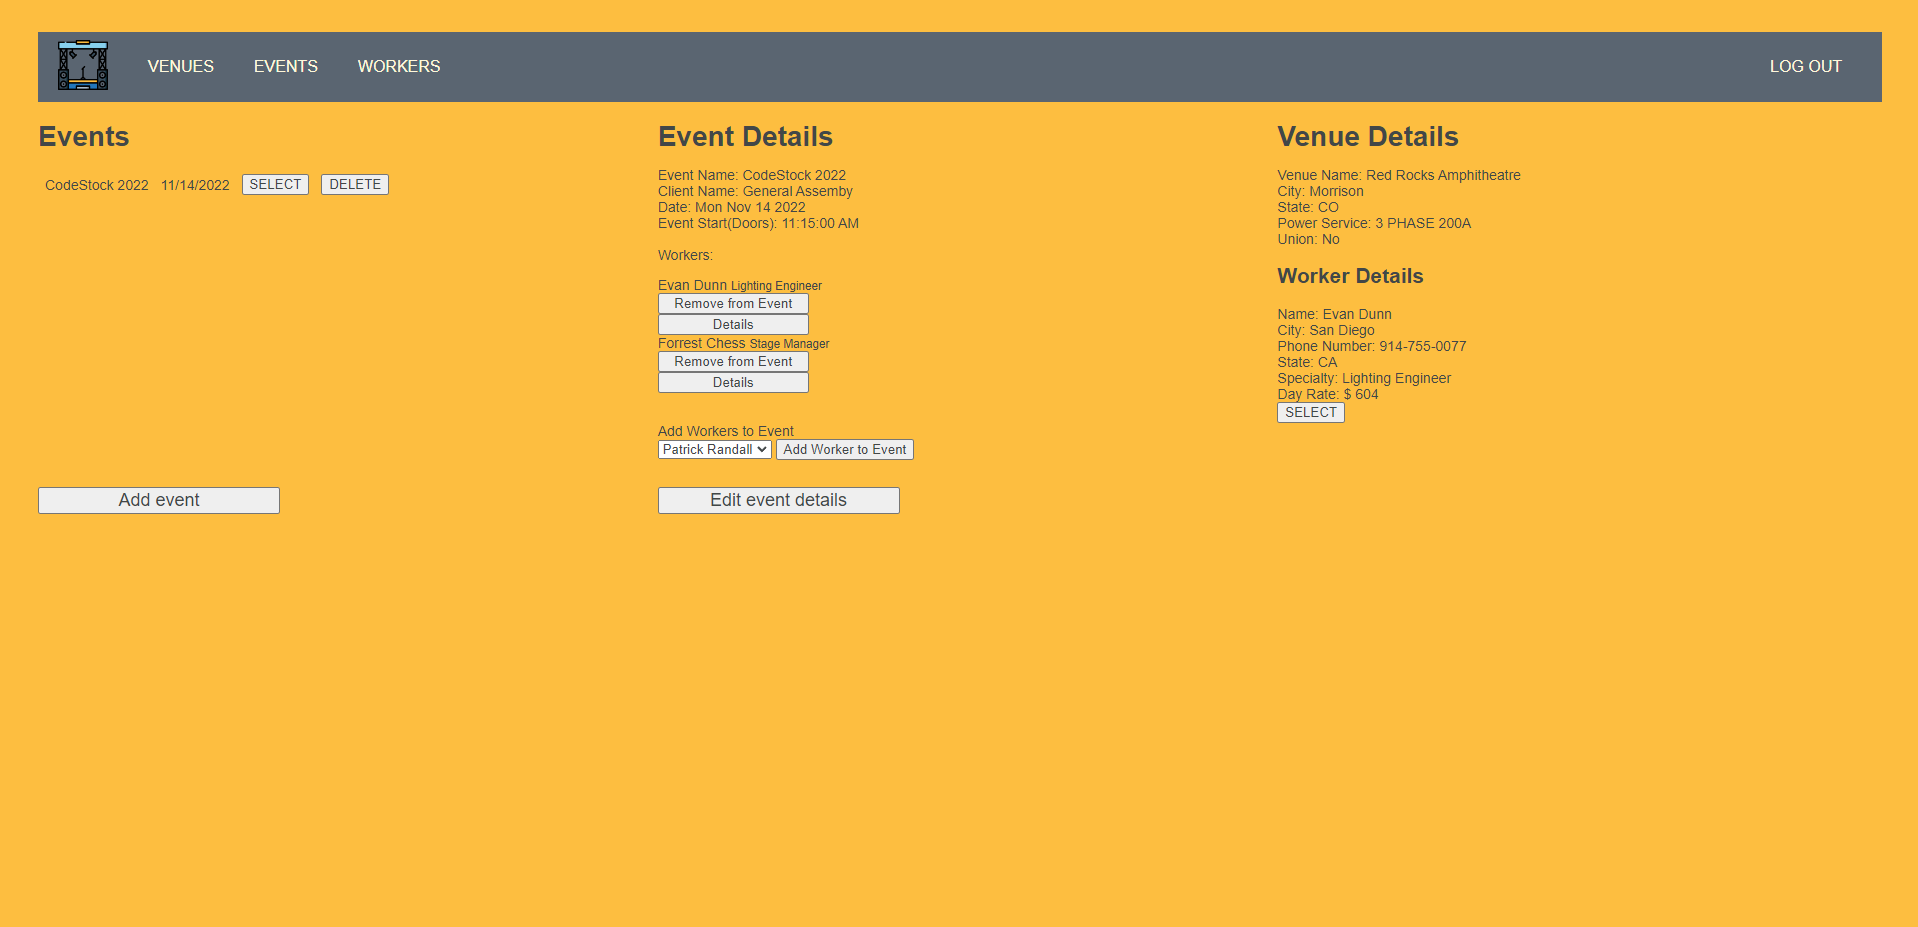 VENUES EVENTS WORKERS LOG OUT
Events
CodeStock 2022 11/14/2022 SELECT DELETE
Add event
Event Details
Event Name: CodeStock 2022
Client Name: General Assemby
Date: Mon Nov 14 2022
Event Start(Doors): 11:15:00 AM
Workers:
Evan Dunn Lighting Engineer
Remove from Event
Details
Forrest Chess Stage Manager
Remove from Event
Details
Add Workers to Event
Patrick Randall Add Worker to Event
Edit event details
Venue Details
Venue Name: Red Rocks Amphitheatre
City: Morrison
State: CO
Power Service: 3 PHASE 200A
Union: No
Worker Details
Name: Evan Dunn
City: San Diego
Phone Number: 914-755-0077
State: CA
Specialty: Lighting Engineer
Day Rate: $ 604
SELECT